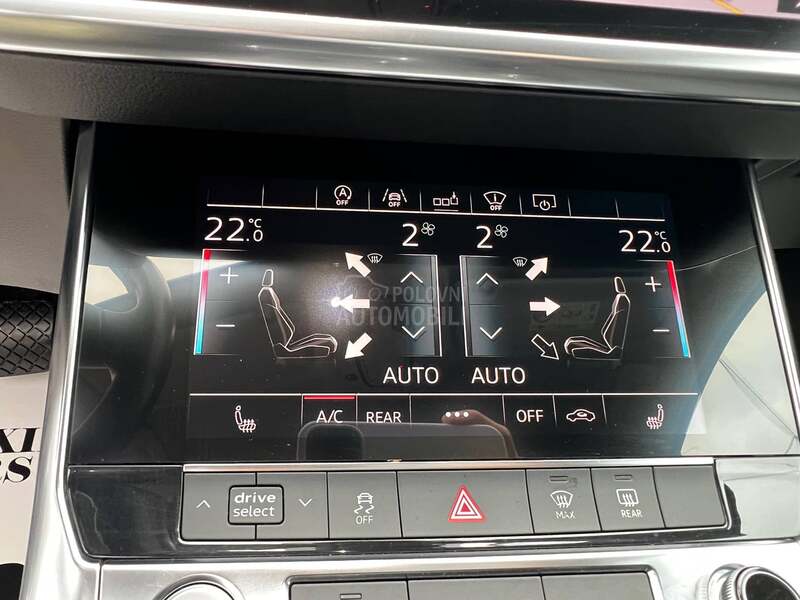 A OFF OFF OFF
22.0 °C 2 2 22.0 °C
+ +
POLOVNI
AUTOMOBILI
- -
AUTO AUTO
A/C REAR ••• OFF
drive
select
OFF MAX REAR